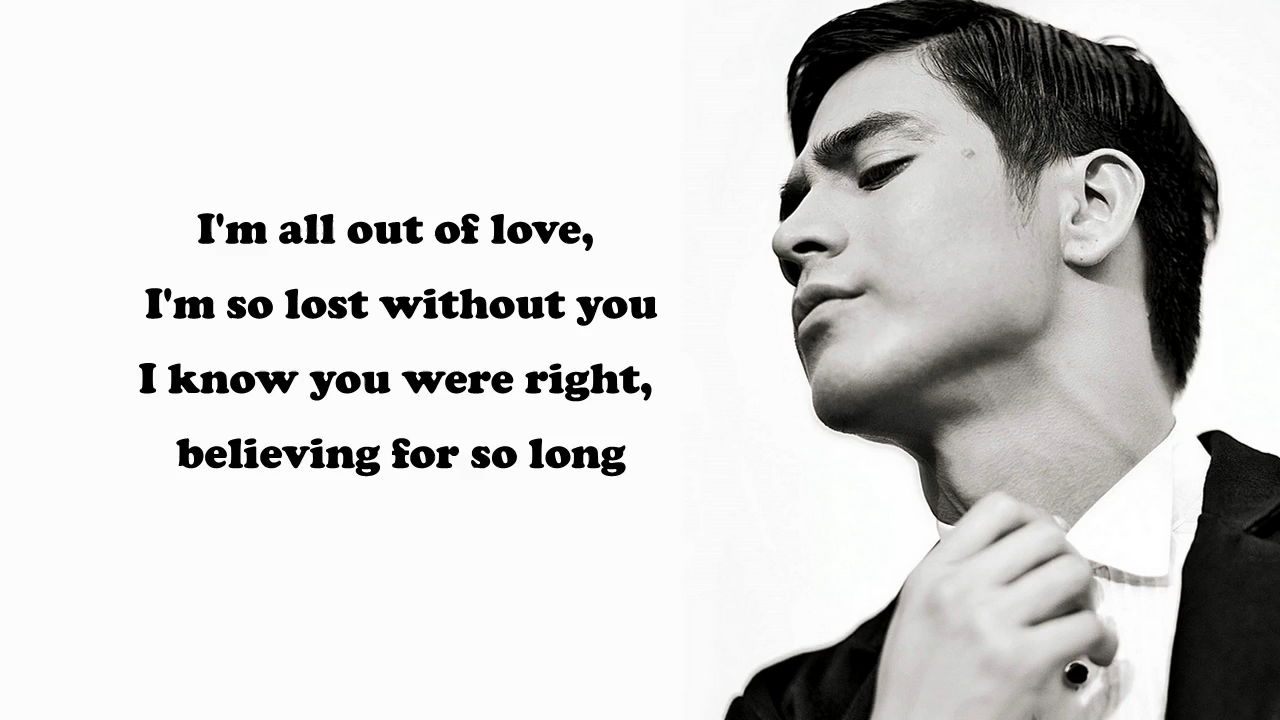 I'm all out of love,
I'm so lost without you
I know you were right,
believing for so long